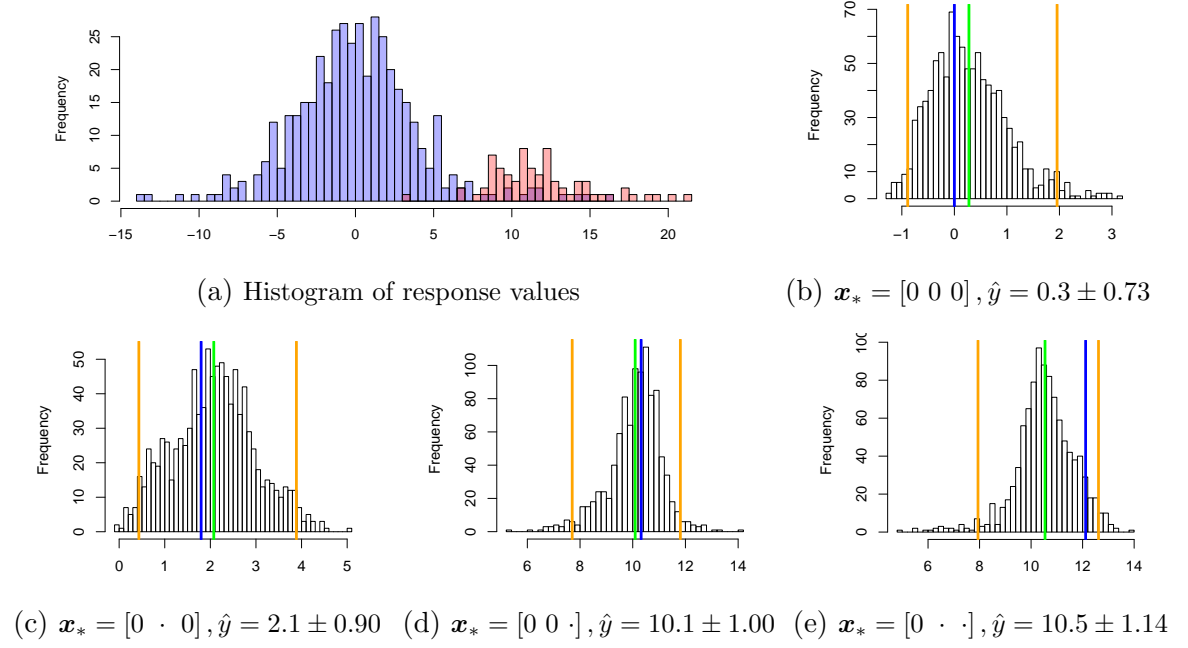 Frequency
0 5 10 15 20 25
−15 −10 −5 0 5 10 15 20
(a) Histogram of response values
Frequency
0 10 30 50 70
−1 0 1 2 3
(b) x∗ = [0 0 0] , ŷ = 0.3 ± 0.73
Frequency
0 10 20 30 40 50
0 1 2 3 4 5
(c) x∗ = [0 · 0] , ŷ = 2.1 ± 0.90
Frequency
0 20 40 60 80 100
6 8 10 12 14
(d) x∗ = [0 0 ·] , ŷ = 10.1 ± 1.00
Frequency
0 20 40 60 80 100
6 8 10 12 14
(e) x∗ = [0 · ·] , ŷ = 10.5 ± 1.14